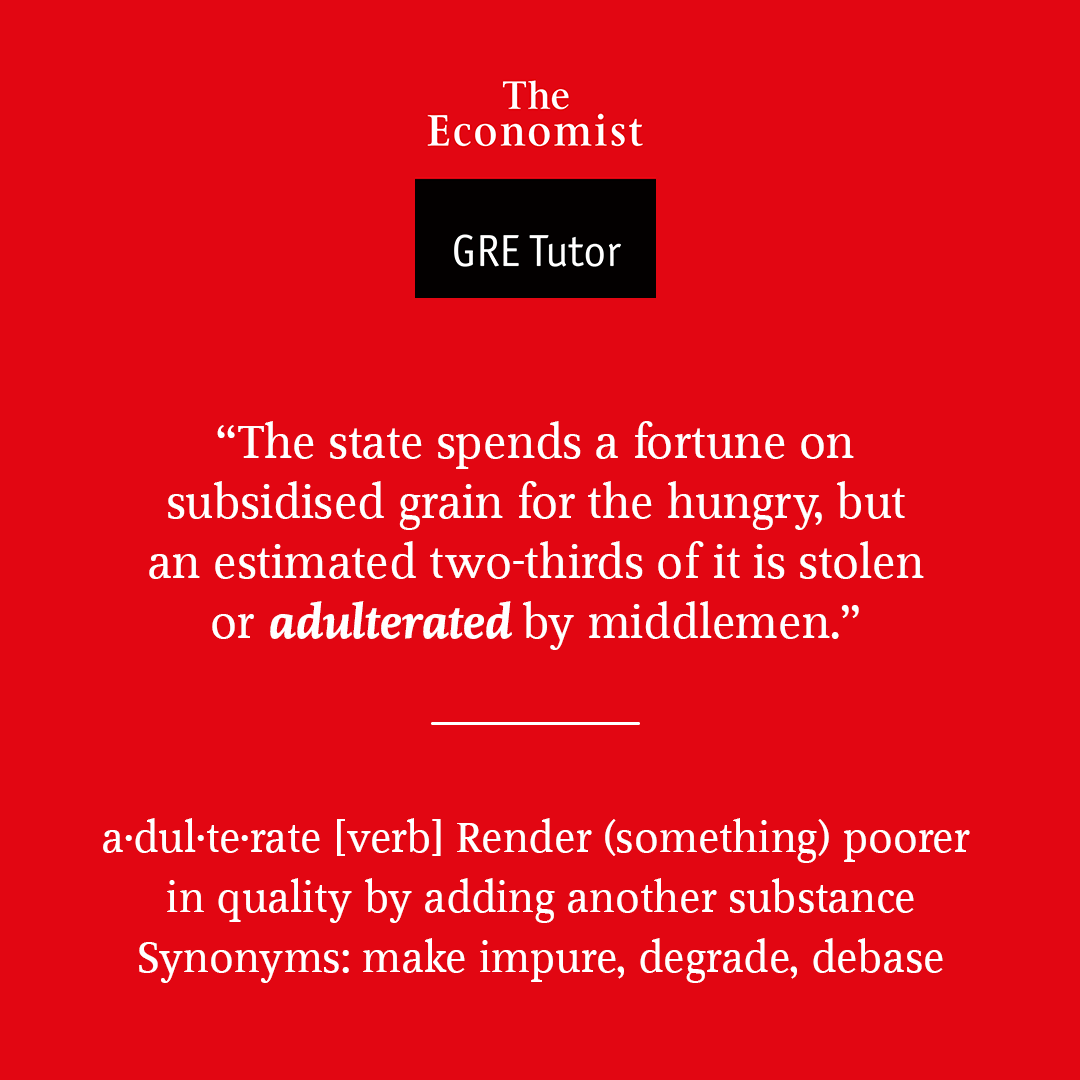 The
Economist
GRE Tutor
“The state spends a fortune on
subsidised grain for the hungry, but
an estimated two-thirds of it is stolen
or adulterated by middlemen.”
a·dul·te·rate [verb] Render (something) poorer
in quality by adding another substance
Synonyms: make impure, degrade, debase